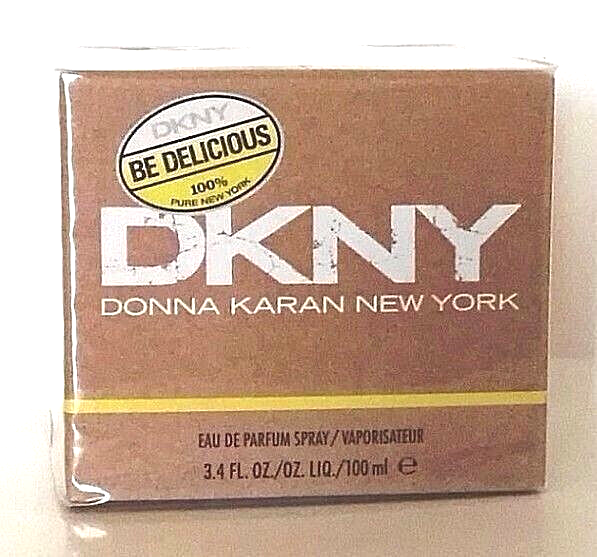 DKNY
BE DELICIOUS
100%
PURE NEW YORK
DKNY
DONNA KARAN NEW YORK
EAU DE PARFUM SPRAY/VAPORISATEUR
3.4 FL. OZ./OZ. LIQ./100 ml ℮